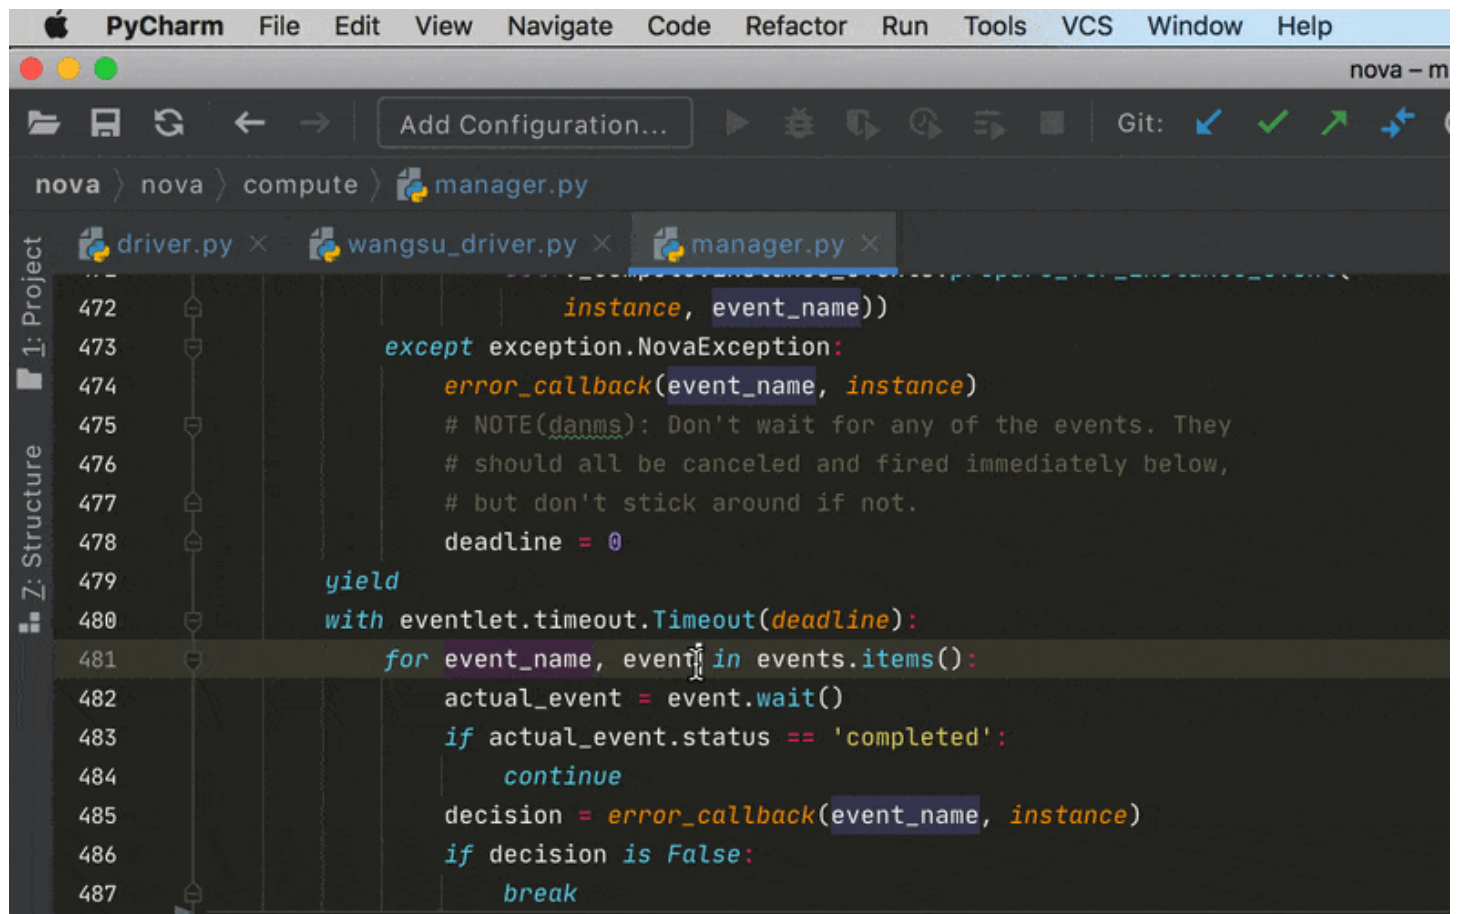 PyCharm File Edit View Navigate Code Refactor Run Tools VCS Window Help
nova – m
Add Configuration... Git:
nova nova compute manager.py
driver.py wangsu_driver.py manager.py
1: Project
Z: Structure
472 instance, event_name))
473 except exception.NovaException:
474 error_callback(event_name, instance)
475 # NOTE(danms): Don't wait for any of the events. They
476 # should all be canceled and fired immediately below,
477 # but don't stick around if not.
478 deadline = 0
479 yield
480 with eventlet.timeout.Timeout(deadline):
481 for event_name, event in events.items():
482 actual_event = event.wait()
483 if actual_event.status == 'completed':
484 continue
485 decision = error_callback(event_name, instance)
486 if decision is False:
487 break